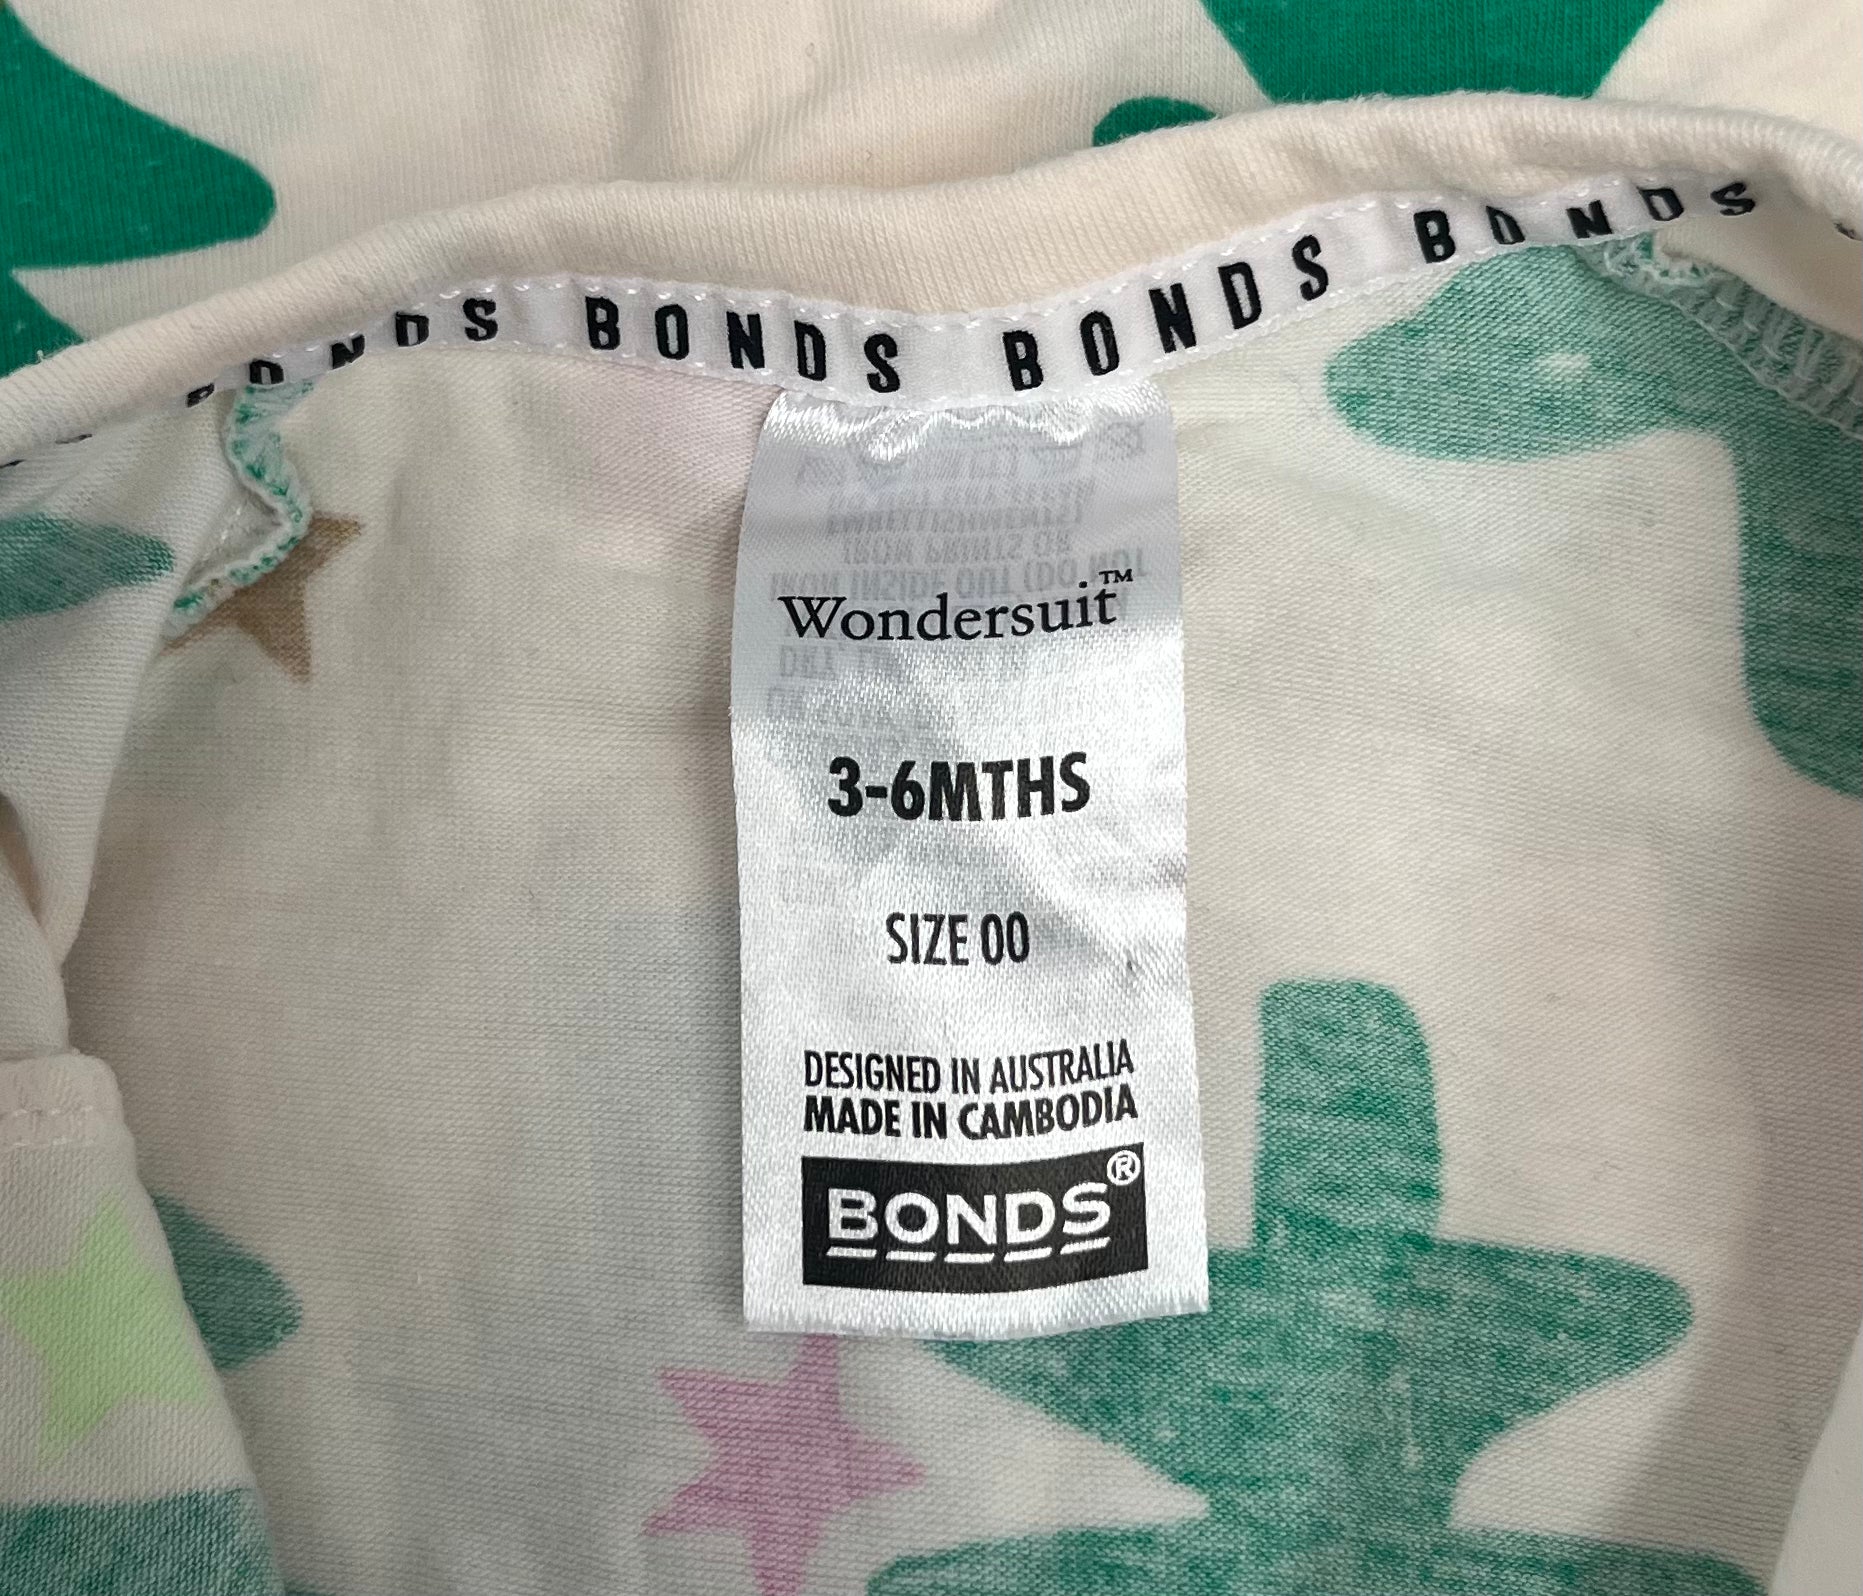 BONDS BONDS BONDS BONDS
Wondersuit™
3-6MTHS
SIZE 00
DESIGNED IN AUSTRALIA
MADE IN CAMBODIA
BONDS®